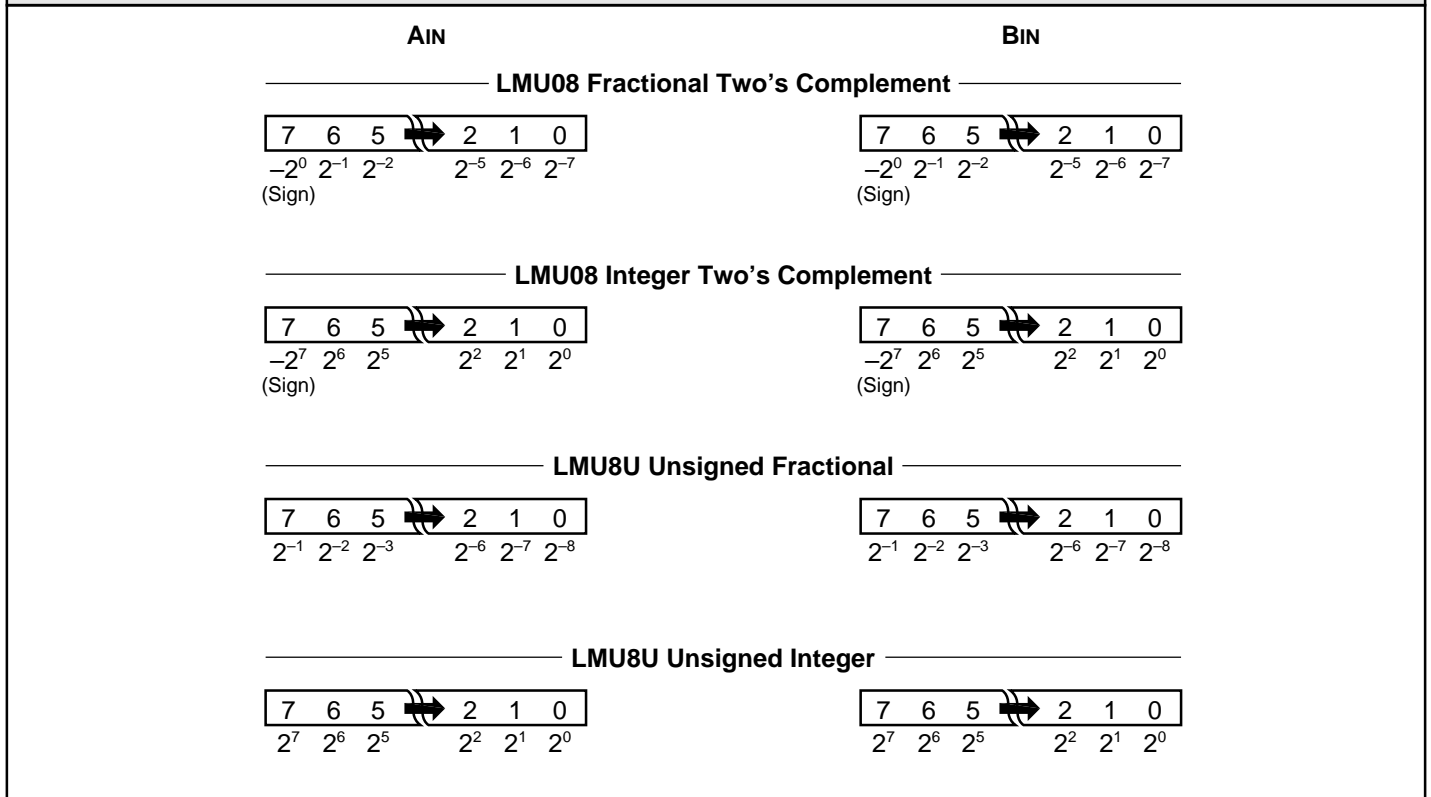 AIN BIN
LMU08 Fractional Two’s Complement
7 6 5 2 1 0 7 6 5 2 1 0
–2⁰ 2⁻¹ 2⁻² 2⁻⁵ 2⁻⁶ 2⁻⁷ –2⁰ 2⁻¹ 2⁻² 2⁻⁵ 2⁻⁶ 2⁻⁷
(Sign) (Sign)
LMU08 Integer Two’s Complement
7 6 5 2 1 0 7 6 5 2 1 0
–2⁷ 2⁶ 2⁵ 2² 2¹ 2⁰ –2⁷ 2⁶ 2⁵ 2² 2¹ 2⁰
(Sign) (Sign)
LMU8U Unsigned Fractional
7 6 5 2 1 0 7 6 5 2 1 0
2⁻¹ 2⁻² 2⁻³ 2⁻⁶ 2⁻⁷ 2⁻⁸ 2⁻¹ 2⁻² 2⁻³ 2⁻⁶ 2⁻⁷ 2⁻⁸
LMU8U Unsigned Integer
7 6 5 2 1 0 7 6 5 2 1 0
2⁷ 2⁶ 2⁵ 2² 2¹ 2⁰ 2⁷ 2⁶ 2⁵ 2² 2¹ 2⁰